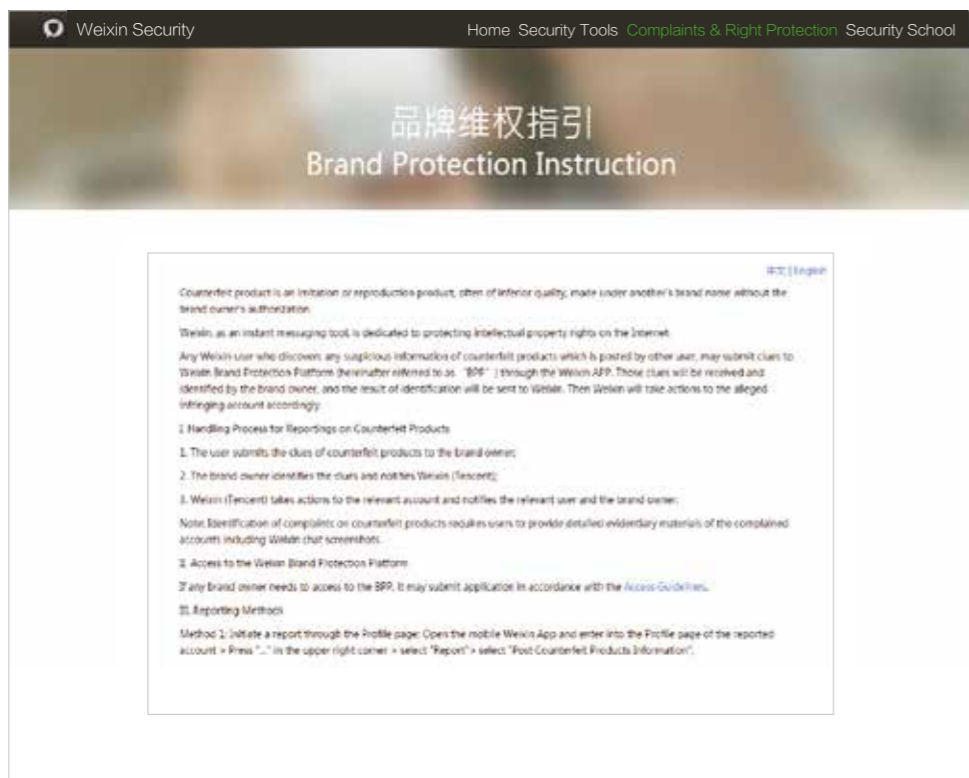 Weixin Security
Home Security Tools Complaints & Right Protection Security School
品牌维权指引
Brand Protection Instruction
中文 | English
Counterfeit product is an imitation or reproduction product, often of inferior quality, made under another's brand name without the
brand owner's authorization.
Weixin, as an instant messaging tool, is dedicated to protecting intellectual property rights on the Internet.
Any Weixin user who discovers any suspicious information of counterfeit products which is posted by other user, may submit clues to
Weixin Brand Protection Platform (hereinafter referred to as "BPP" ) through the Weixin APP. Those clues will be received and
identified by the brand owner, and the result of identification will be sent to Weixin. Then Weixin will take actions to the alleged
infringing account accordingly.
I. Handling Process for Reportings on Counterfeit Products
1. The user submits the clues of counterfeit products to the brand owner;
2. The brand owner identifies the clues and notifies Weixin (Tencent);
3. Weixin (Tencent) takes actions to the relevant account and notifies the relevant user and the brand owner.
Note: Identification of complaints on counterfeit products requires users to provide detailed evidentiary materials of the complained
accounts including Weixin chat screenshots.
II. Access to the Weixin Brand Protection Platform
If any brand owner needs to access to the BPP, it may submit application in accordance with the Access Guidelines.
III. Reporting Methods
Method 1: Initiate a report through the Profile page: Open the mobile Weixin App and enter into the Profile page of the reported
account > Press "..." in the upper right corner > select "Report"> select "Post Counterfeit Products Information".